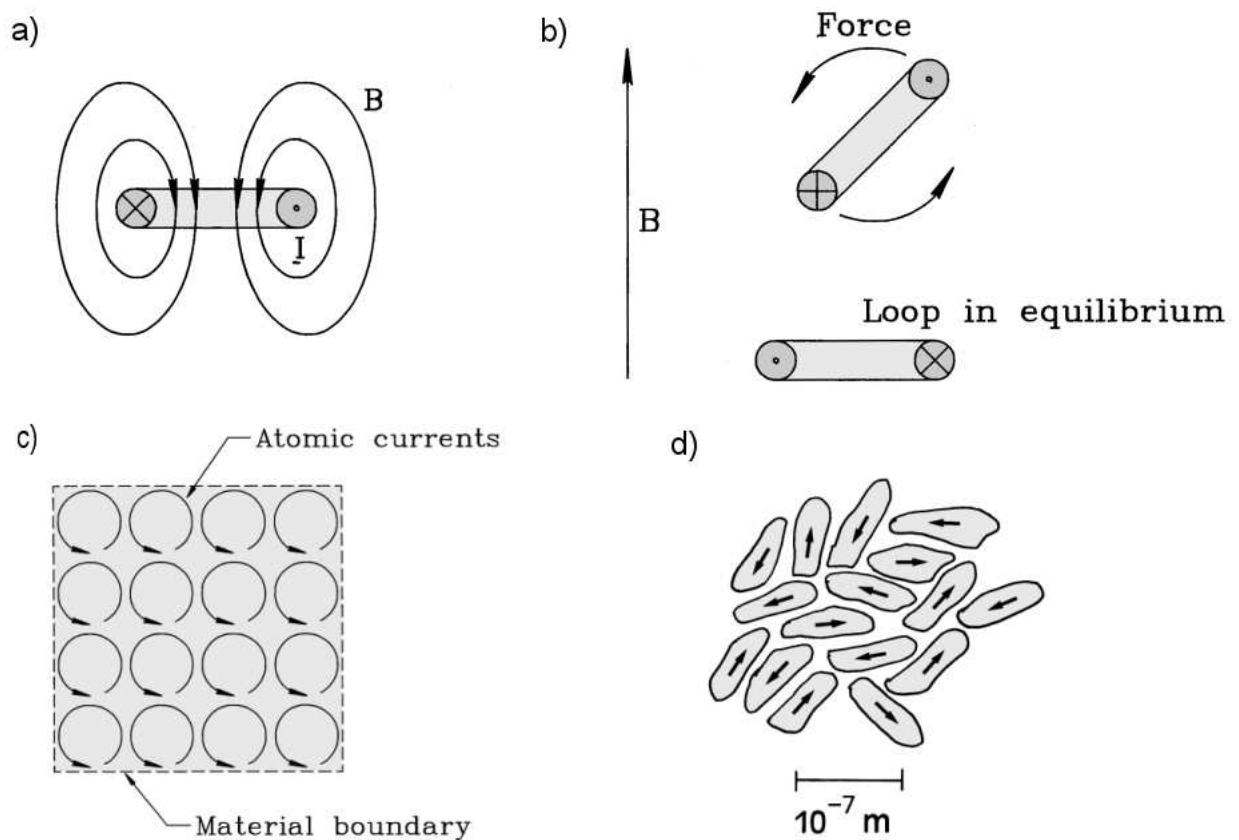 a)
B
I
b)
Force
B
Loop in equilibrium
c)
Atomic currents
Material boundary
d)
10⁻⁷ m